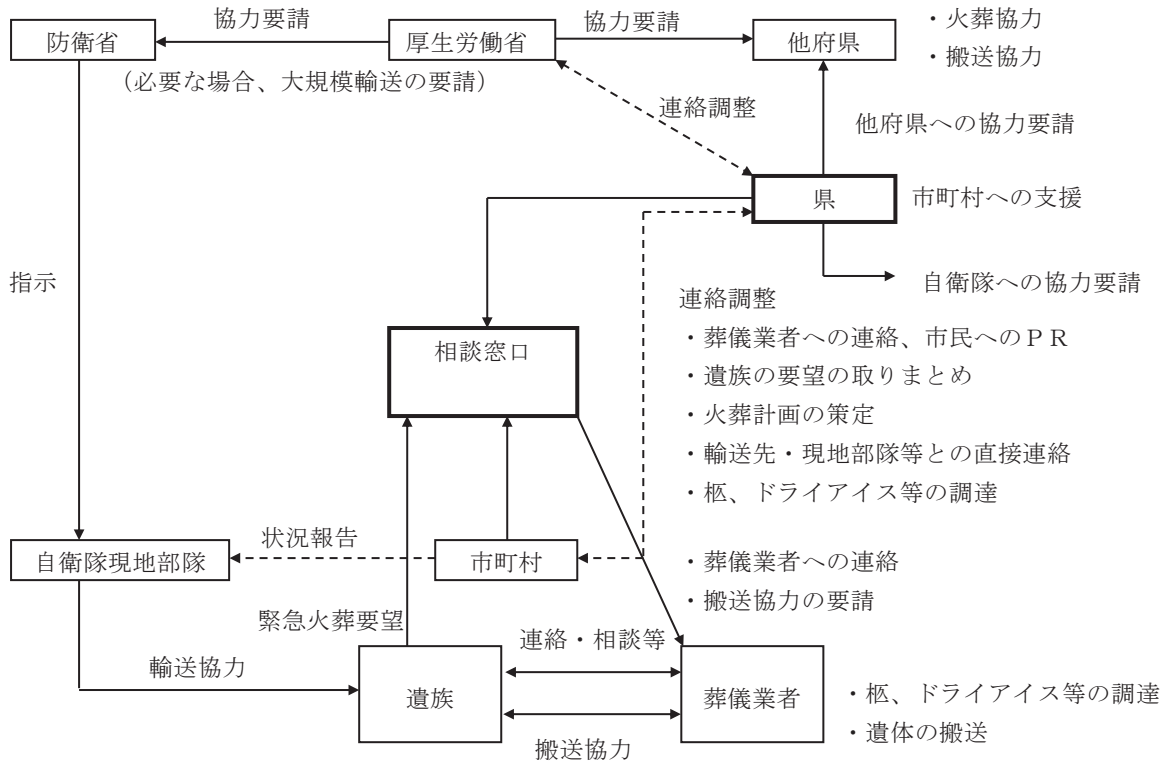 協力要請
協力要請
防衛省
厚生労働省
他府県
・火葬協力
・搬送協力
（必要な場合、大規模輸送の要請）
連絡調整
他府県への協力要請
県
市町村への支援
指示
自衛隊への協力要請
連絡調整
・葬儀業者への連絡、市民へのＰＲ
・遺族の要望の取りまとめ
・火葬計画の策定
・輸送先・現地部隊等との直接連絡
・柩、ドライアイス等の調達
相談窓口
状況報告
自衛隊現地部隊
市町村
・葬儀業者への連絡
・搬送協力の要請
緊急火葬要望
連絡・相談等
輸送協力
遺族
葬儀業者
・柩、ドライアイス等の調達
・遺体の搬送
搬送協力